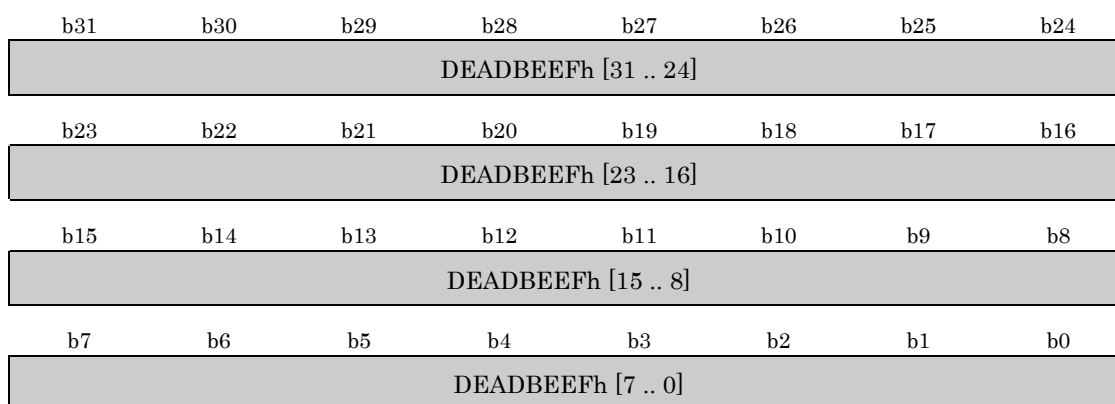 b31 b30 b29 b28 b27 b26 b25 b24
DEADBEEFh [31 .. 24]
b23 b22 b21 b20 b19 b18 b17 b16
DEADBEEFh [23 .. 16]
b15 b14 b13 b12 b11 b10 b9 b8
DEADBEEFh [15 .. 8]
b7 b6 b5 b4 b3 b2 b1 b0
DEADBEEFh [7 .. 0]